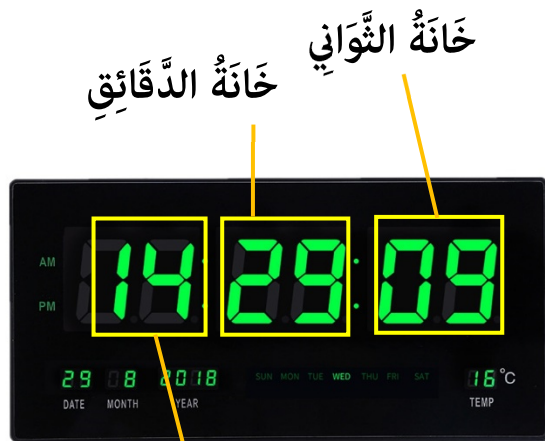 خَانَةُ الثَّوَانِي
خَانَةُ الدَّقَائِقِ
AM
PM
14:29:09
29 8 2018
DATE MONTH YEAR
SUN MON TUE WED THU FRI SAT
16°C
TEMP